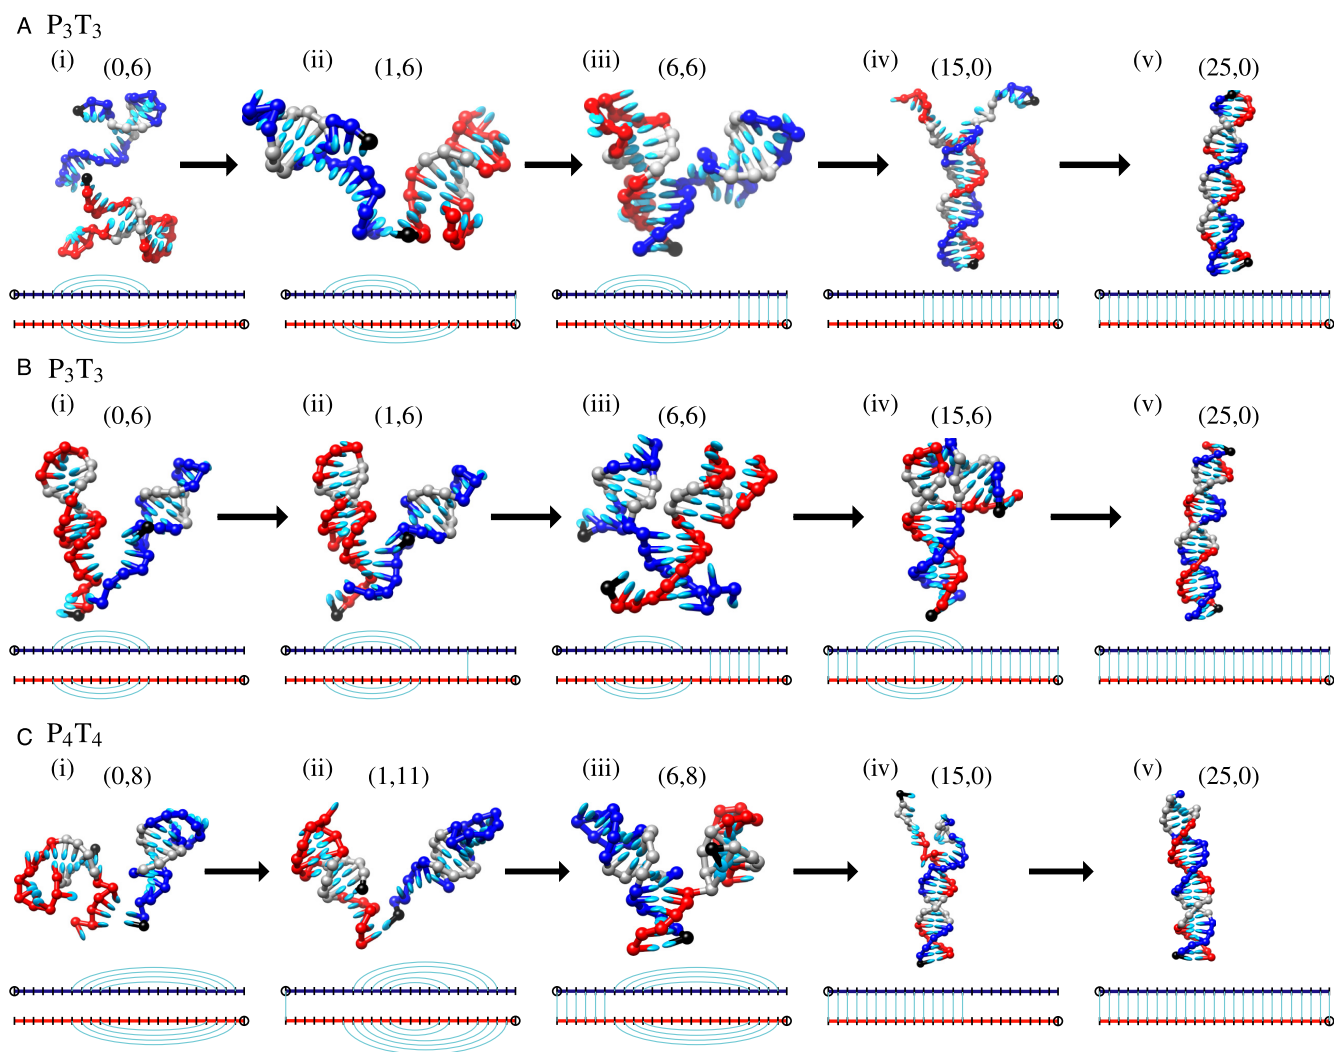 A P₃T₃
(i) (0,6) (ii) (1,6) (iii) (6,6) (iv) (15,0) (v) (25,0)
B P₃T₃
(i) (0,6) (ii) (1,6) (iii) (6,6) (iv) (15,6) (v) (25,0)
C P₄T₄
(i) (0,8) (ii) (1,11) (iii) (6,8) (iv) (15,0) (v) (25,0)